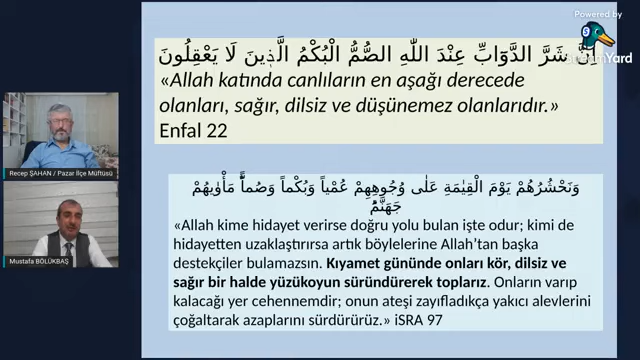 Powered by
StreamYard
اِنَّ شَرَّ الدَّوَٓابِّ عِنْدَ اللّٰهِ الصُّمُّ الْبُكْمُ الَّذ۪ينَ لَا يَعْقِلُونَ
«Allah katında canlıların en aşağı derecede
olanları, sağır, dilsiz ve düşünemez olanlarıdır.»
Enfal 22
Recep ŞAHAN / Pazar İlçe Müftüsü
Mustafa BÖLÜKBAŞ
وَنَحْشُرُهُمْ يَوْمَ الْقِيٰمَةِ عَلٰى وُجُوهِهِمْ عُمْياً وَبُكْماً وَصُماًّ مَأْوٰيهُمْ
جَهَنَّمُ
«Allah kime hidayet verirse doğru yolu bulan işte odur; kimi de
hidayetten uzaklaştırırsa artık böylelerine Allah’tan başka
destekçiler bulamazsın. Kıyamet gününde onları kör, dilsiz ve
sağır bir halde yüzükoyun süründürerek toplarız. Onların varıp
kalacağı yer cehennemdir; onun ateşi zayıfladıkça yakıcı alevlerini
çoğaltarak azaplarını sürdürürüz.» iSRA 97